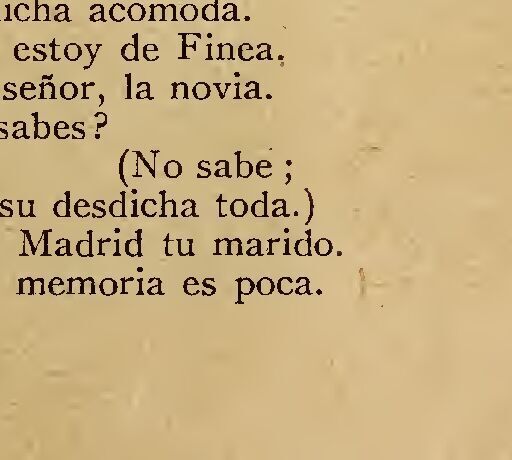 acomoda.
estoy de Finea.
señor, la novia.
sabes?
(No sabe;
su desdicha toda.)
Madrid tu marido.
memoria es poca.